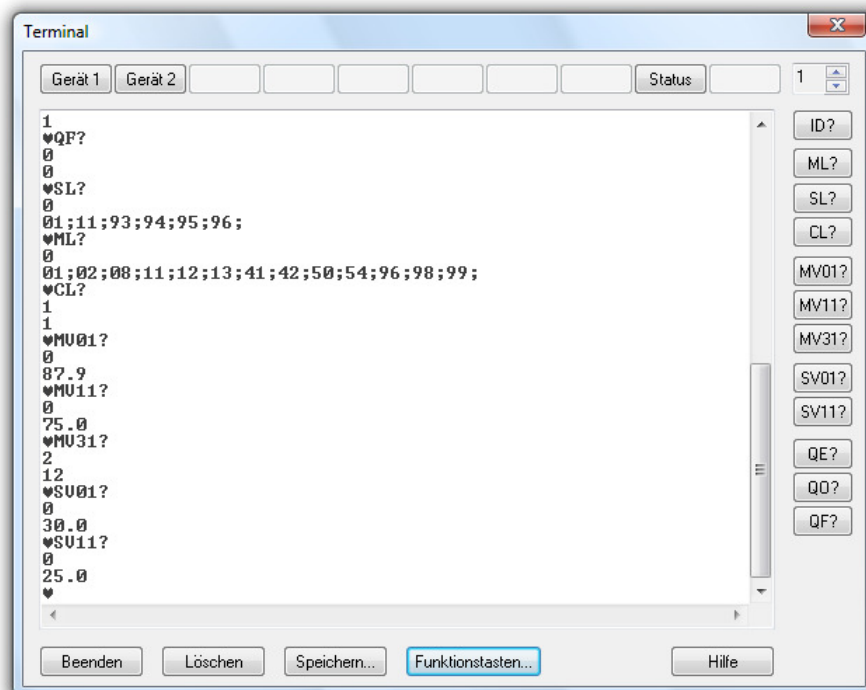 Terminal
Gerät 1 Gerät 2 Status 1
1
♥QF?
0
0
♥SL?
0
01;11;93;94;95;96;
♥ML?
0
01;02;08;11;12;13;41;42;50;54;96;98;99;
♥CL?
1
1
♥MV01?
0
87.9
♥MV11?
0
75.0
♥MV31?
2
12
♥SV01?
0
30.0
♥SV11?
0
25.0
♥
ID?
ML?
SL?
CL?
MV01?
MV11?
MV31?
SV01?
SV11?
QE?
QO?
QF?
Beenden Löschen Speichern... Funktionstasten... Hilfe